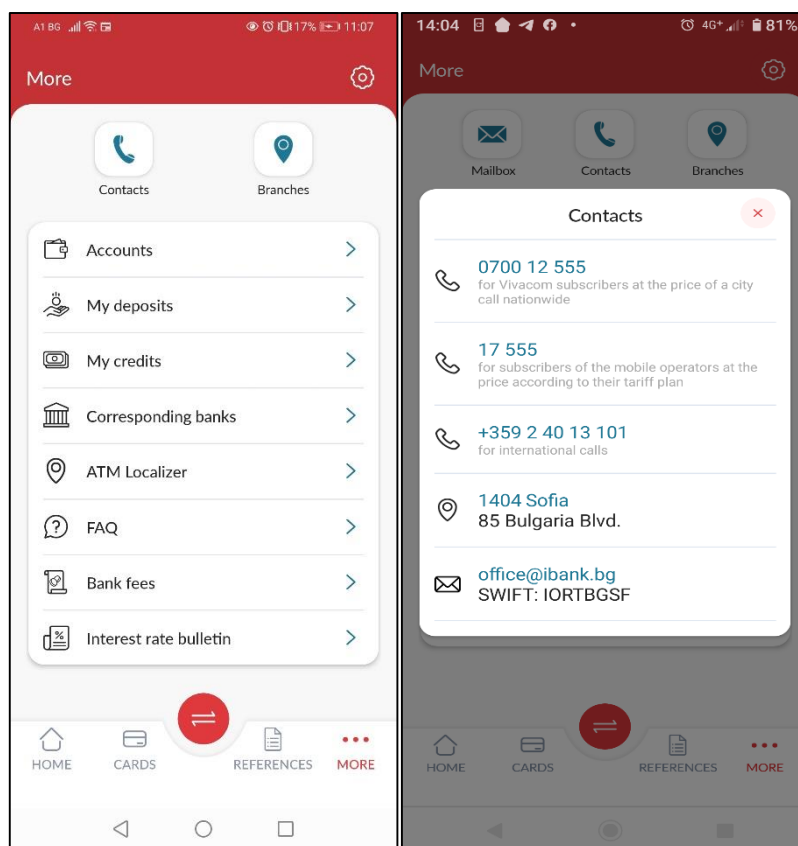 A1 BG 17% 11:07
More
Contacts Branches
Accounts
My deposits
My credits
Corresponding banks
ATM Localizer
FAQ
Bank fees
Interest rate bulletin
HOME CARDS REFERENCES MORE
14:04 4G+ 81%
More
Mailbox Contacts Branches
Contacts
0700 12 555
for Vivacom subscribers at the price of a city
call nationwide
17 555
for subscribers of the mobile operators at the
price according to their tariff plan
+359 2 40 13 101
for international calls
1404 Sofia
85 Bulgaria Blvd.
office@ibank.bg
SWIFT: IORTBGSF
HOME CARDS REFERENCES MORE